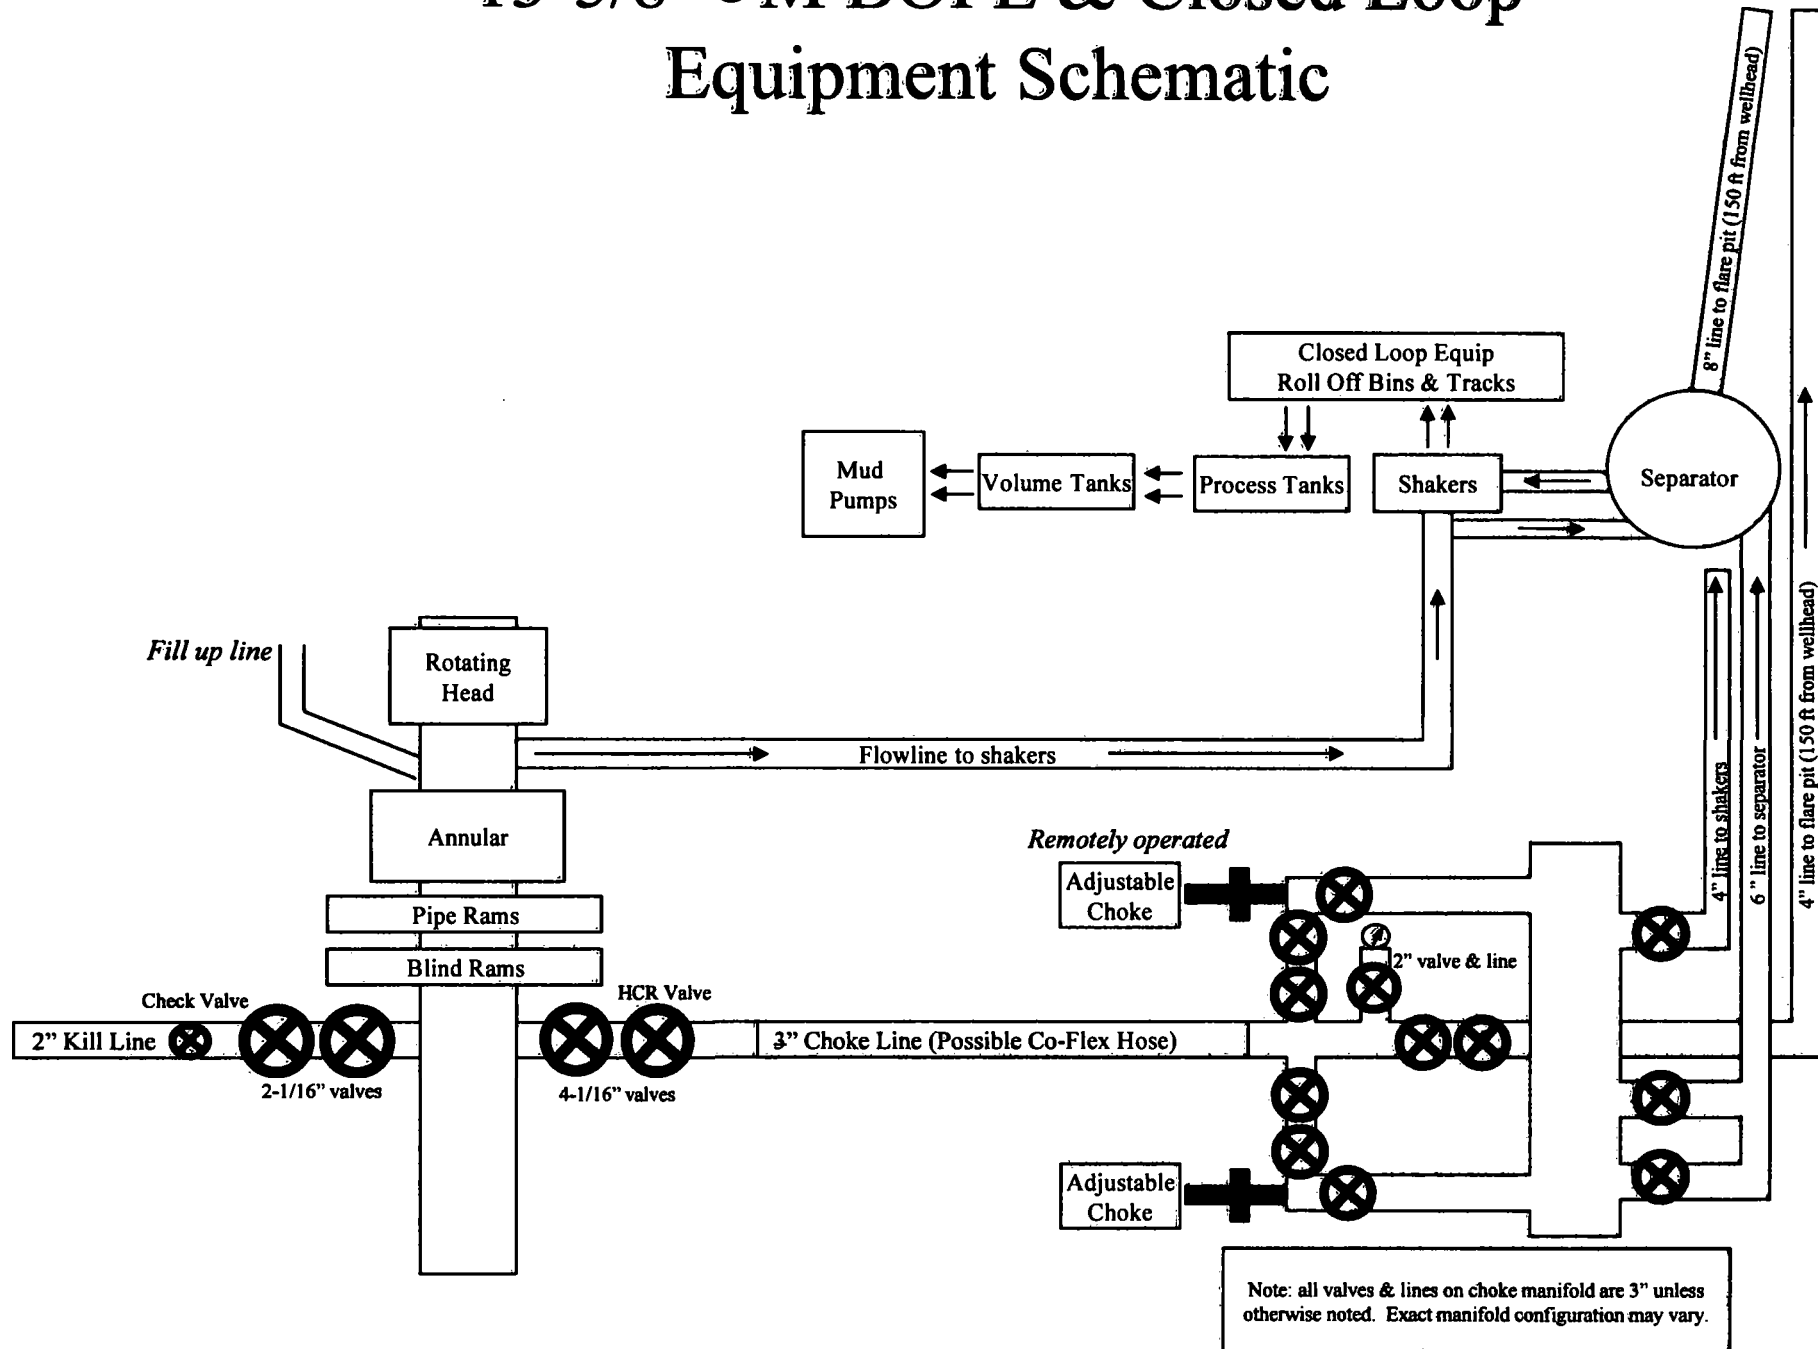 & Closed Loop
Equipment Schematic
8" line to flare pit (150 ft from wellhead)
Closed Loop Equip
Roll Off Bins & Tracks
Mud
Pumps
Volume Tanks
Process Tanks
Shakers
Separator
Fill up line
Rotating
Head
Flowline to shakers
4" line to shakers
6" line to separator
4" line to flare pit (150 ft from wellhead)
Annular
Remotely operated
Adjustable
Choke
Pipe Rams
Blind Rams
2" valve & line
Check Valve
HCR Valve
2" Kill Line
3" Choke Line (Possible Co-Flex Hose)
2-1/16" valves
4-1/16" valves
Adjustable
Choke
Note: all valves & lines on choke manifold are 3" unless
otherwise noted. Exact manifold configuration may vary.